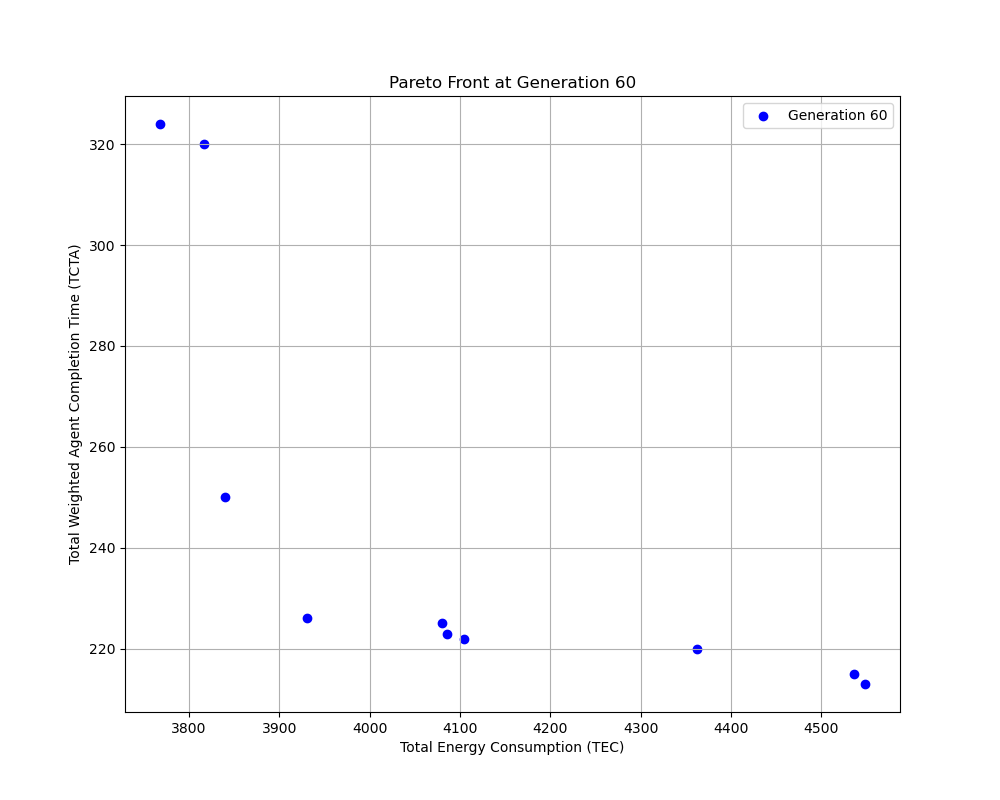 Pareto Front at Generation 60
Generation 60
320
300
280
260
240
220
Total Weighted Agent Completion Time (TCTA)
3800 3900 4000 4100 4200 4300 4400 4500
Total Energy Consumption (TEC)